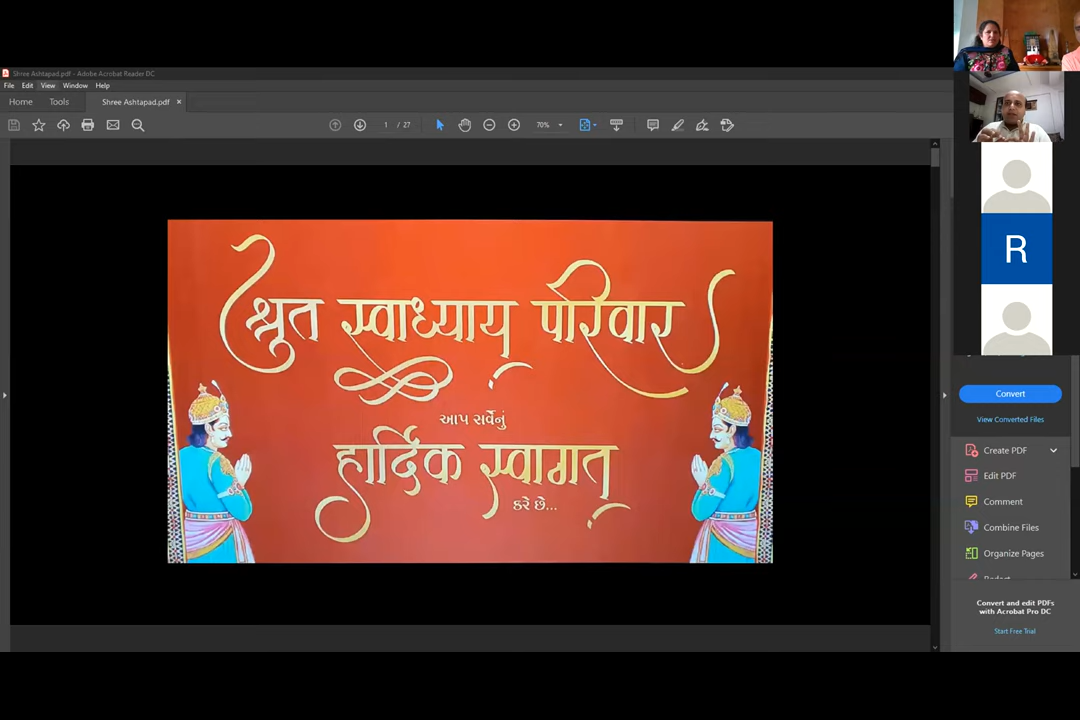 Shree Ashtapad.pdf - Adobe Acrobat Reader DC
File Edit View Window Help
Home Tools Shree Ashtapad.pdf ×
1 / 27 70%
श्रुत स्वाध्याय परिवार
આપ સર્વેનું
हार्दिक स्वागत
કરે છે...
R
Convert
View Converted Files
Create PDF
Edit PDF
Comment
Combine Files
Organize Pages
Convert and edit PDFs
with Acrobat Pro DC
Start Free Trial